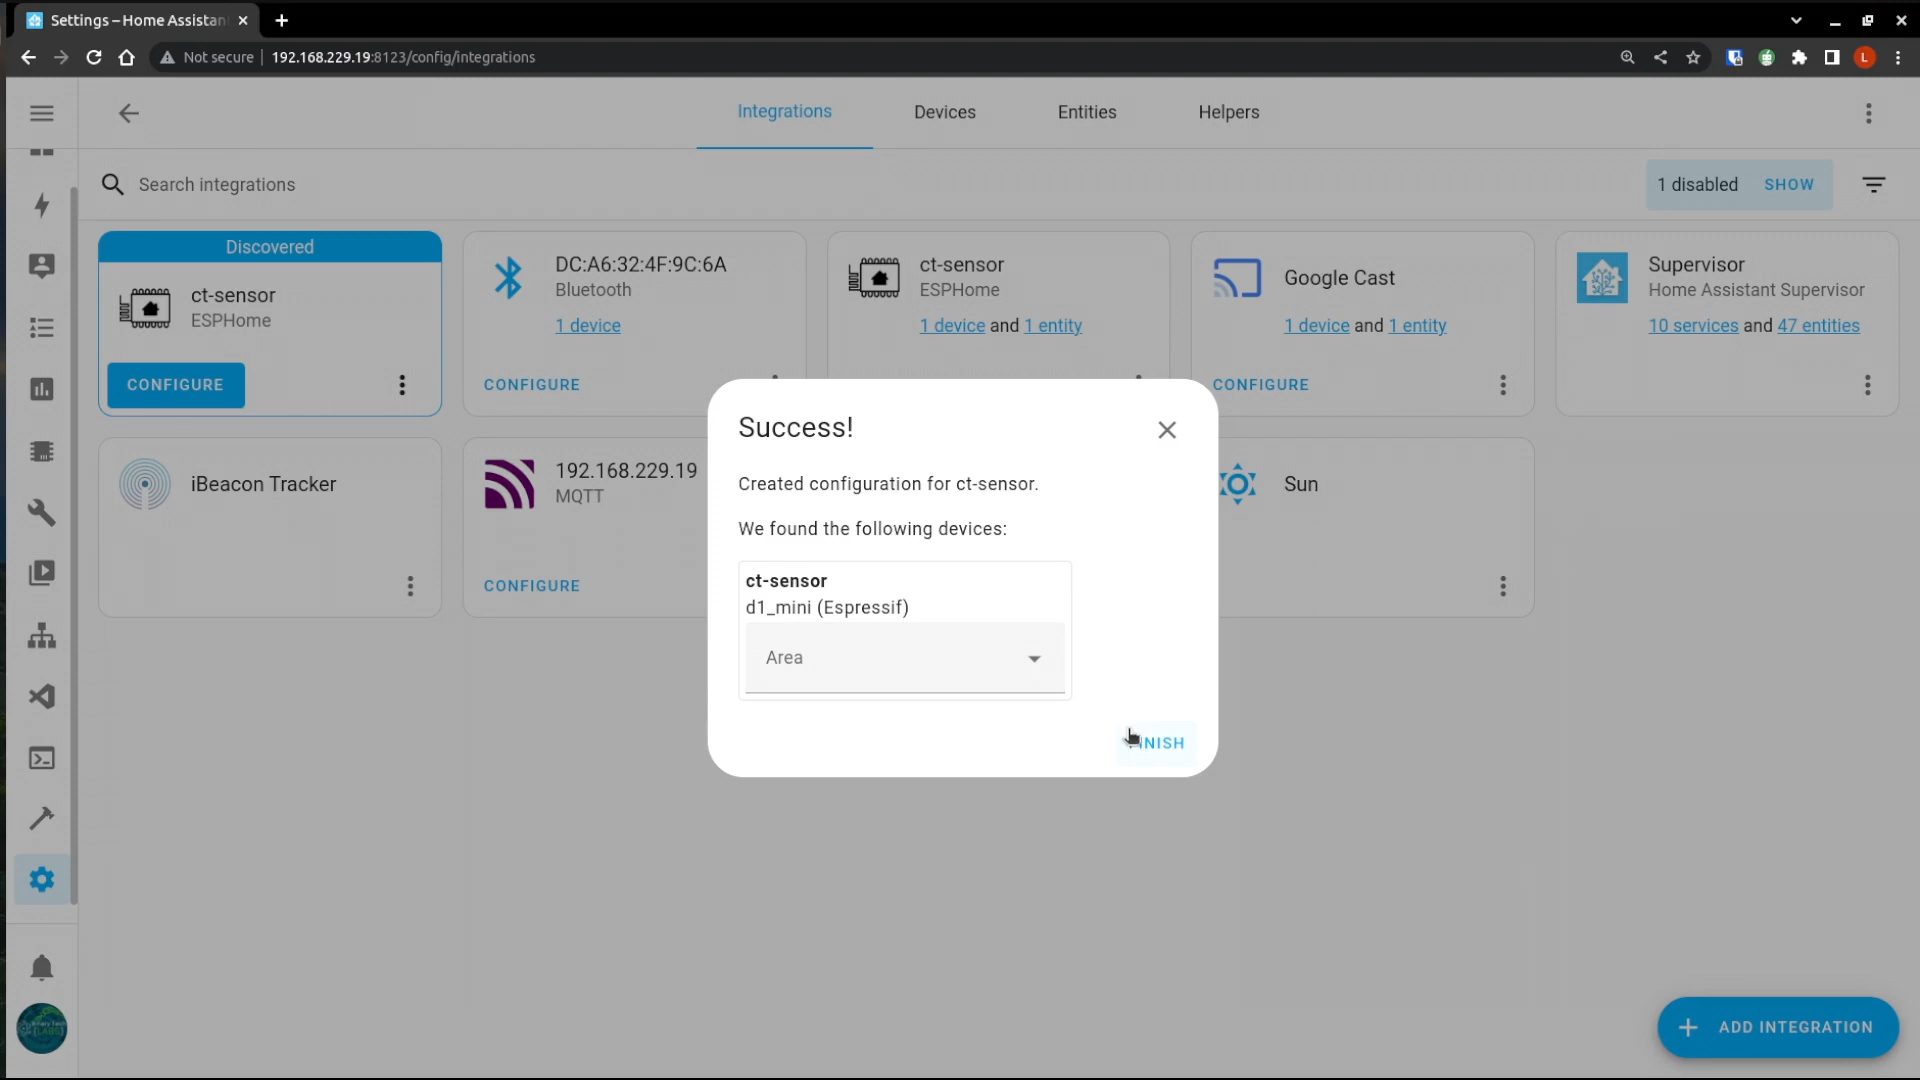 Settings – Home Assistan
Not secure | 192.168.229.19:8123/config/integrations
L
Integrations
Devices
Entities
Helpers
Search integrations
1 disabled
SHOW
Discovered
ct-sensor
ESPHome
CONFIGURE
DC:A6:32:4F:9C:6A
Bluetooth
1 device
CONFIGURE
ct-sensor
ESPHome
1 device and 1 entity
Google Cast
1 device and 1 entity
CONFIGURE
Supervisor
Home Assistant Supervisor
10 services and 47 entities
iBeacon Tracker
192.168.229.19
MQTT
CONFIGURE
Sun
Success!
Created configuration for ct-sensor.
We found the following devices:
ct-sensor
d1_mini (Espressif)
Area
FINISH
ADD INTEGRATION